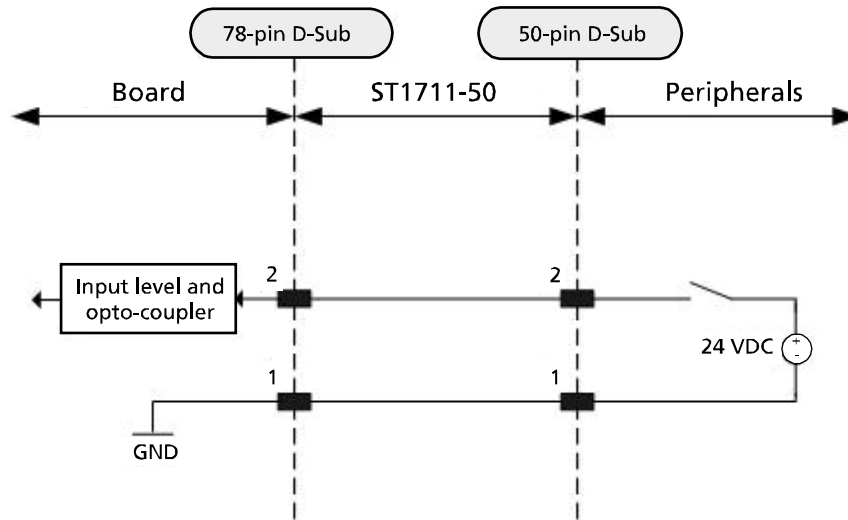 78-pin D-Sub
50-pin D-Sub
Board
ST1711-50
Peripherals
2
2
Input level and
opto-coupler
+
-
24 VDC
1
1
GND